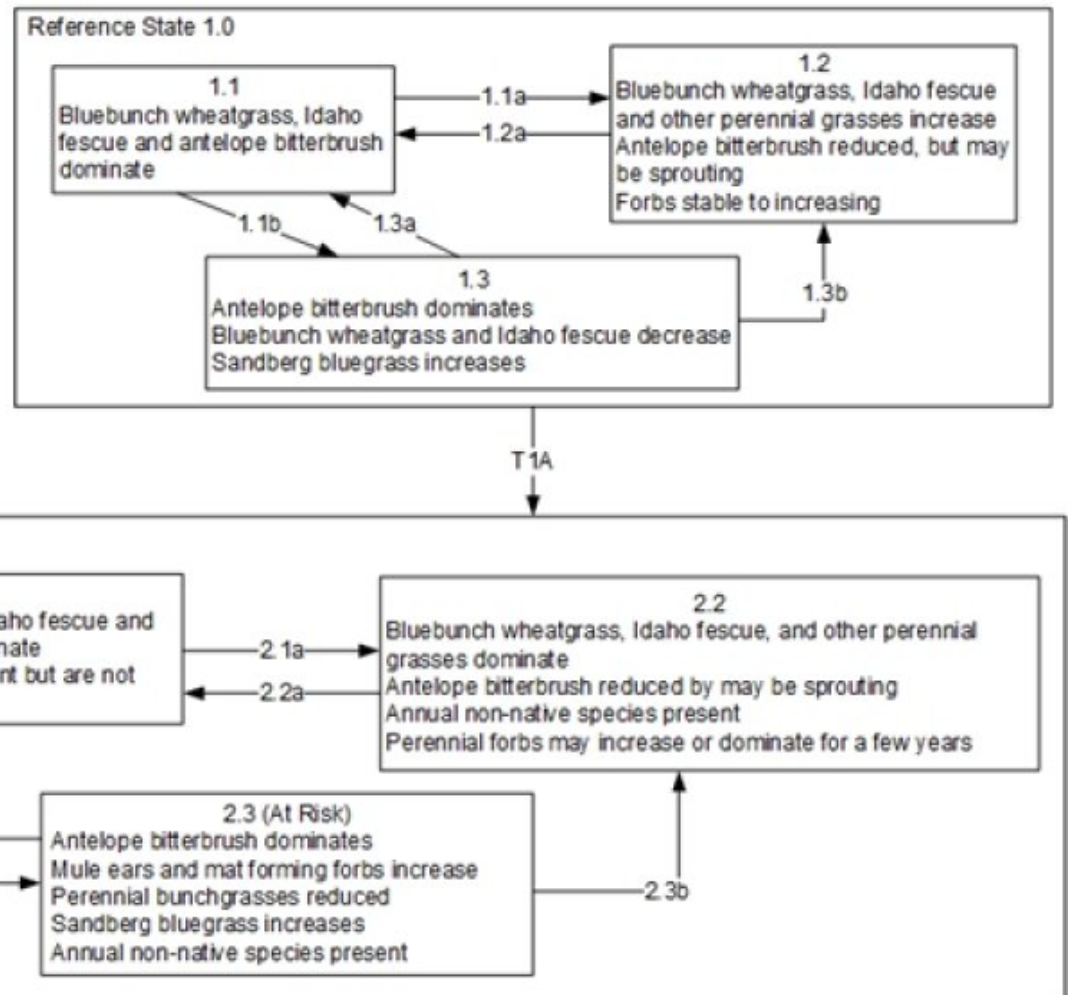 Reference State 1.0
1.1
Bluebunch wheatgrass, Idaho
fescue and antelope bitterbrush
dominate
1.1a
1.2a
1.2
Bluebunch wheatgrass, Idaho fescue
and other perennial grasses increase
Antelope bitterbrush reduced, but may
be sprouting
Forbs stable to increasing
1.1b
1.3a
1.3
Antelope bitterbrush dominates
Bluebunch wheatgrass and Idaho fescue decrease
Sandberg bluegrass increases
1.3b
T1A
aho fescue and
nate
nt but are not
2.1a
2.2a
2.2
Bluebunch wheatgrass, Idaho fescue, and other perennial
grasses dominate
Antelope bitterbrush reduced by may be sprouting
Annual non-native species present
Perennial forbs may increase or dominate for a few years
2.3 (At Risk)
Antelope bitterbrush dominates
Mule ears and mat forming forbs increase
Perennial bunchgrasses reduced
Sandberg bluegrass increases
Annual non-native species present
2.3b